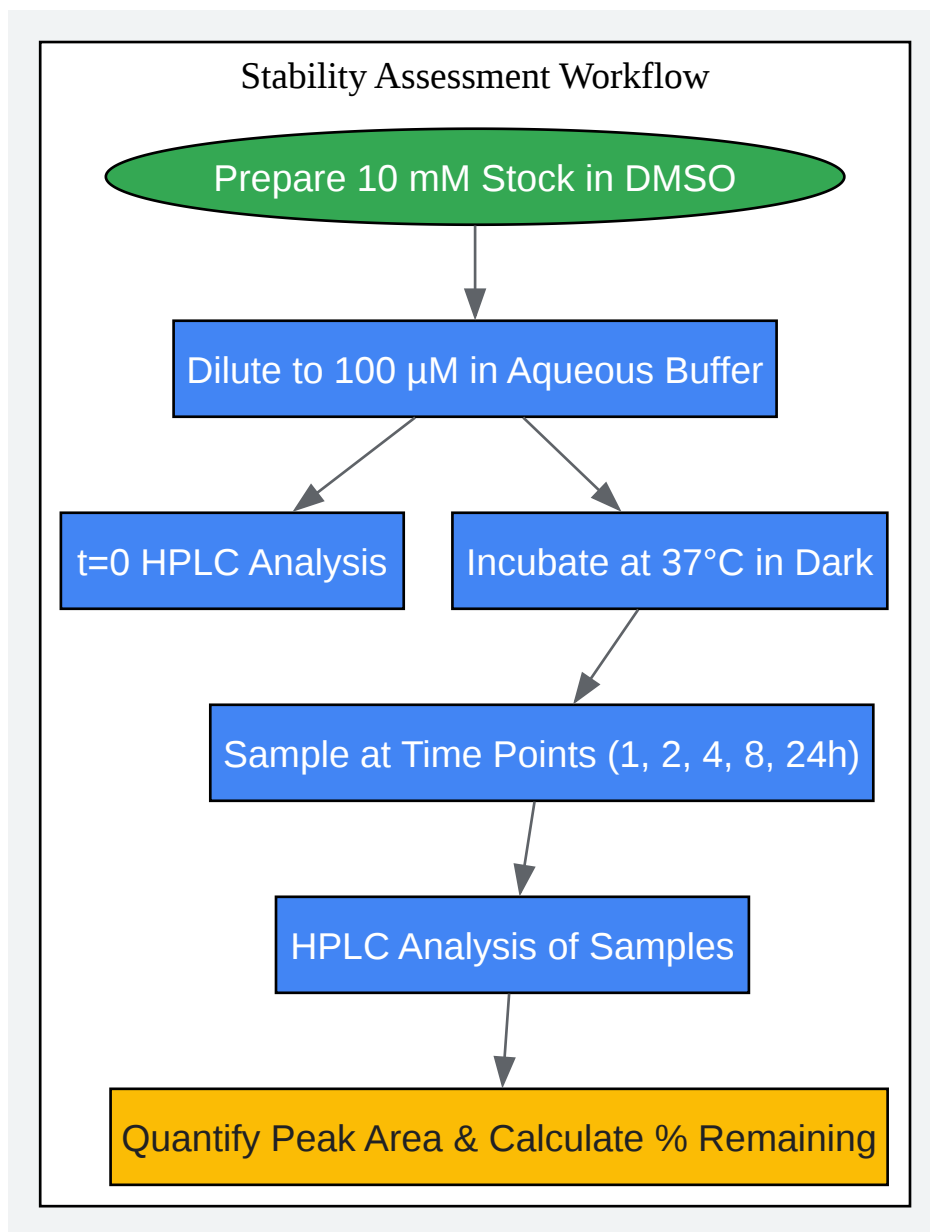 Stability Assessment Workflow
Prepare 10 mM Stock in DMSO
Dilute to 100 µM in Aqueous Buffer
t=0 HPLC Analysis
Incubate at 37°C in Dark
Sample at Time Points (1, 2, 4, 8, 24h)
HPLC Analysis of Samples
Quantify Peak Area & Calculate % Remaining